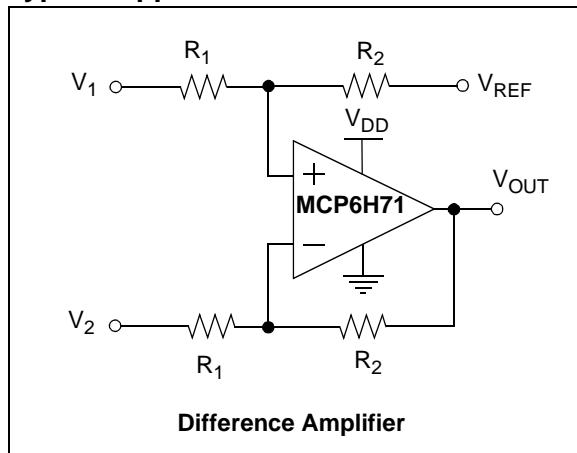 R1
V1
R2
VREF
VDD
+
MCP6H71
VOUT
−
V2
R1
R2
Difference Amplifier